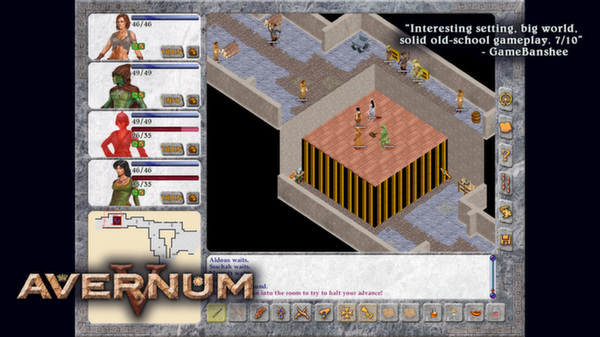 46/46
"Interesting setting, big world,
solid old-school gameplay. 7/10"
- GameBanshee
49/49
49/49
46/46
Aldous waits.
waits.
into the room to try to halt your advance!
AVERNUM
V